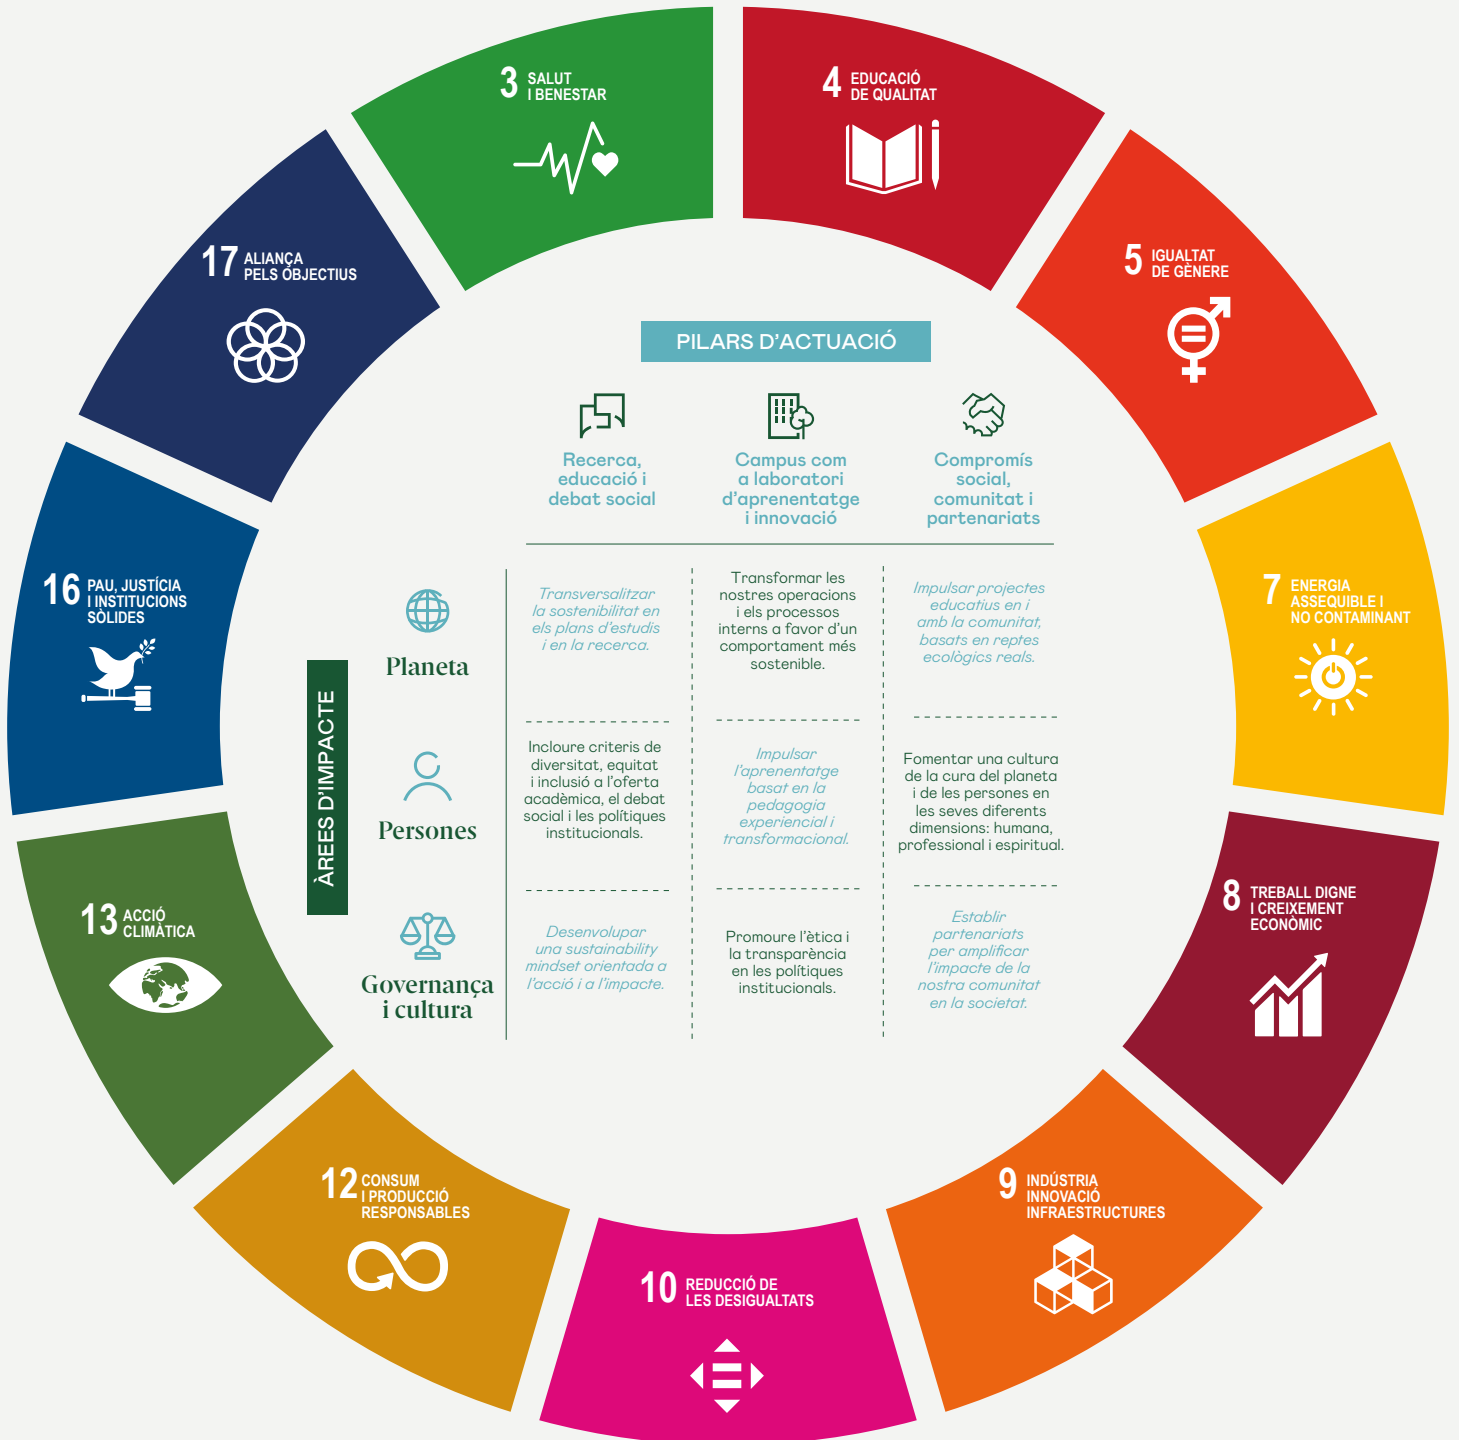 3 SALUT
I BENESTAR
4 EDUCACIÓ
DE QUALITAT
5 IGUALTAT
DE GÈNERE
7 ENERGIA
ASSEQUIBLE I
NO CONTAMINANT
8 TREBALL DIGNE
I CREIXEMENT
ECONÒMIC
9 INDÚSTRIA
INNOVACIÓ
INFRAESTRUCTURES
10 REDUCCIÓ DE
LES DESIGUALTATS
12 CONSUM
I PRODUCCIÓ
RESPONSABLES
13 ACCIÓ
CLIMÀTICA
16 PAU, JUSTÍCIA
I INSTITUCIONS
SÒLIDES
17 ALIANÇA
PELS OBJECTIUS
PILARS D'ACTUACIÓ
Recerca,
educació i
debat social
Campus com
a laboratori
d'aprenentatge
i innovació
Compromís
social,
comunitat i
partenariats
ÀREES D'IMPACTE
Planeta
Transversalitzar
la sostenibilitat en
els plans d'estudis
i en la recerca.
Transformar les
nostres operacions
i els processos
interns a favor d'un
comportament més
sostenible.
Impulsar projectes
educatius en i
amb la comunitat,
basats en reptes
ecològics reals.
Persones
Incloure criteris de
diversitat, equitat
i inclusió a l'oferta
acadèmica, el debat
social i les polítiques
institucionals.
Impulsar
l'aprenentatge
basat en la
pedagogia
experiencial i
transformacional.
Fomentar una cultura
de la cura del planeta
i de les persones en
les seves diferents
dimensions: humana,
professional i espiritual.
Governança
i cultura
Desenvolupar
una sustainability
mindset orientada a
l'acció i a l'impacte.
Promoure l'ètica i
la transparència
en les polítiques
institucionals.
Establir
partenariats
per amplificar
l'impacte de la
nostra comunitat
en la societat.